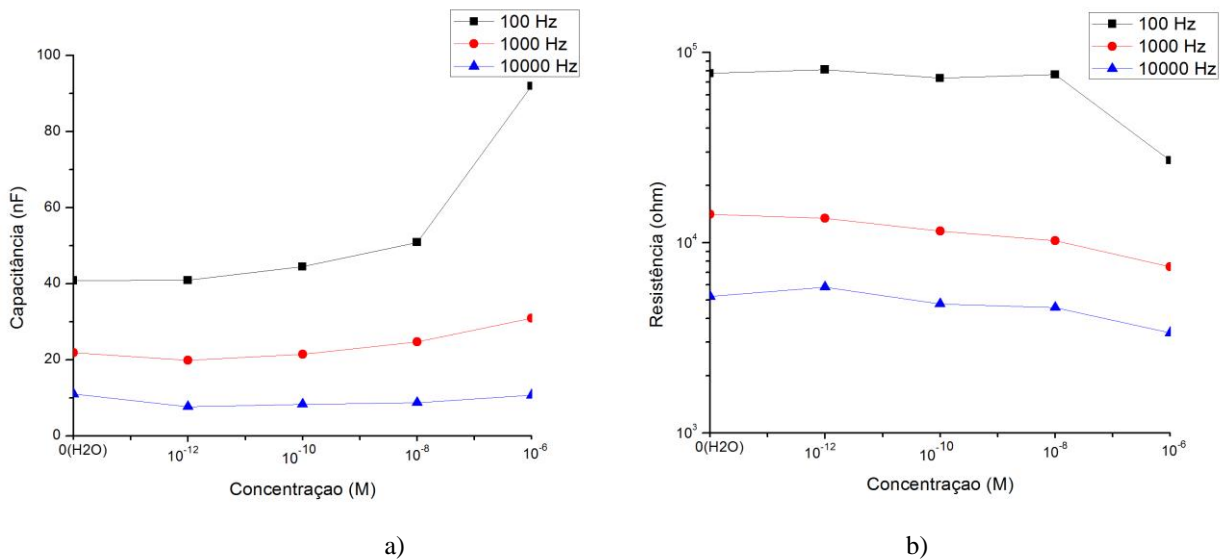 100 Hz
1000 Hz
10000 Hz
100
80
60
40
20
0
Capacitância (nF)
0(H2O)
10-12
10-10
10-8
10-6
Concentraçao (M)
a)
100 Hz
1000 Hz
10000 Hz
10^5
10^4
10^3
Resistência (ohm)
0(H2O)
10-12
10-10
10-8
10-6
Concentraçao (M)
b)